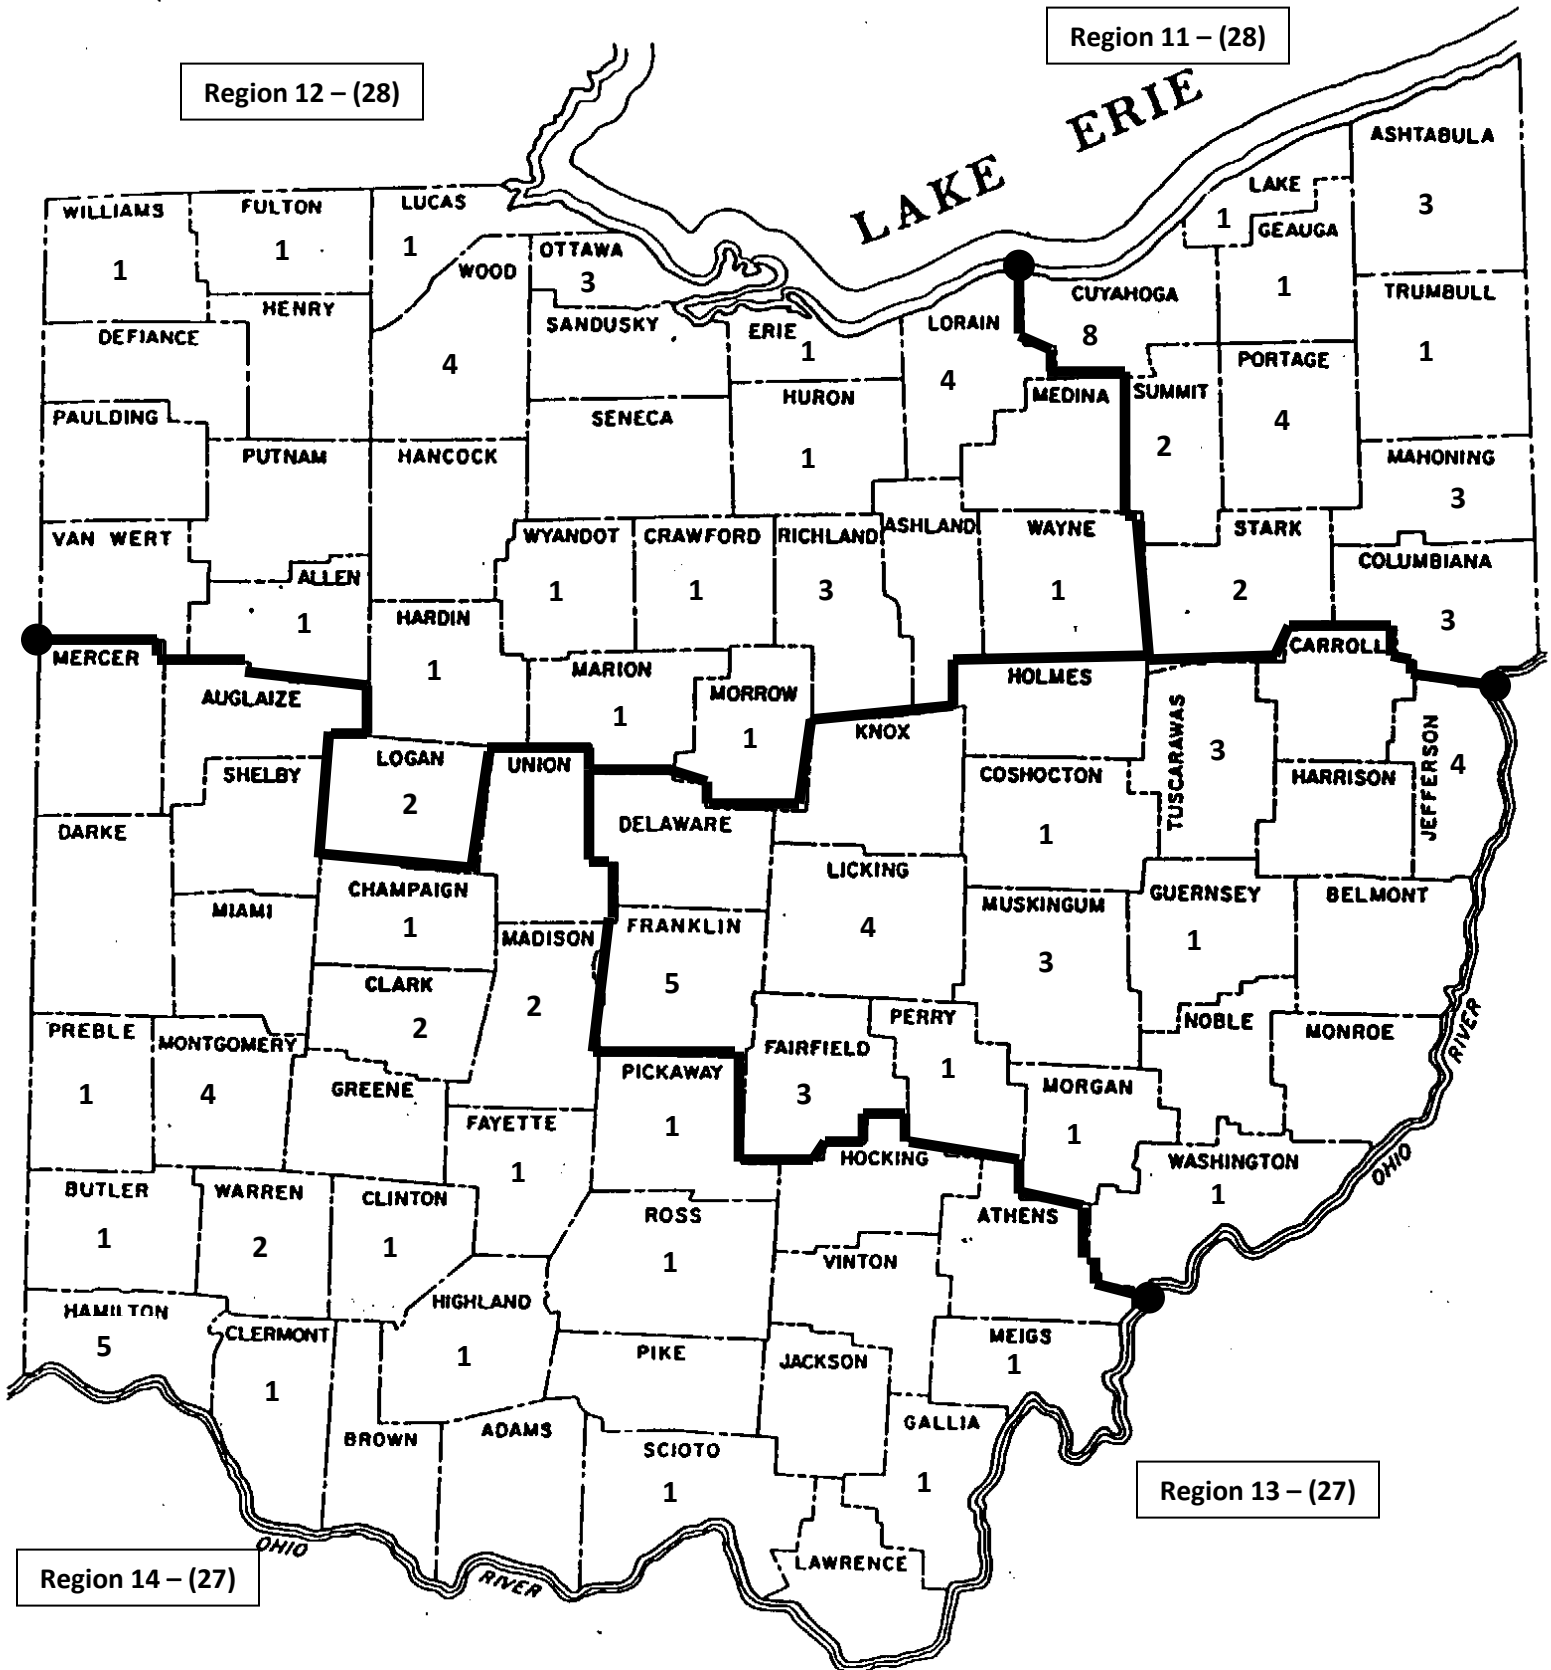 Region 11 – (28)
Region 12 – (28)
LAKE ERIE
ASHTABULA
3
LAKE
1
GEAUGA
1
WILLIAMS
1
FULTON
1
LUCAS
1
WOOD
4
OTTAWA
3
SANDUSKY
ERIE
1
LORAIN
4
CUYAHOGA
8
TRUMBULL
1
HENRY
DEFIANCE
PAULDING
PUTNAM
HANCOCK
SENECA
HURON
1
MEDINA
SUMMIT
2
PORTAGE
4
MAHONING
3
VAN WERT
ALLEN
1
WYANDOT
1
CRAWFORD
1
RICHLAND
3
ASHLAND
WAYNE
1
STARK
2
COLUMBIANA
3
HARDIN
1
MERCER
AUGLAIZE
MARION
1
MORROW
1
KNOX
HOLMES
CARROLL
TUSCARAWAS
3
JEFFERSON
4
SHELBY
LOGAN
2
UNION
DELAWARE
COSHOCTON
1
HARRISON
DARKE
MIAMI
CHAMPAIGN
1
LICKING
4
MUSKINGUM
3
GUERNSEY
1
BELMONT
MADISON
2
FRANKLIN
5
CLARK
2
PREBLE
1
MONTGOMERY
4
GREENE
FAIRFIELD
3
PERRY
1
NOBLE
MONROE
PICKAWAY
1
MORGAN
1
FAYETTE
1
HOCKING
WASHINGTON
1
OHIO RIVER
BUTLER
1
WARREN
2
CLINTON
1
ROSS
1
ATHENS
VINTON
HAMILTON
5
CLERMONT
1
HIGHLAND
1
PIKE
JACKSON
MEIGS
1
BROWN
ADAMS
SCIOTO
1
GALLIA
1
LAWRENCE
OHIO RIVER
Region 13 – (27)
Region 14 – (27)